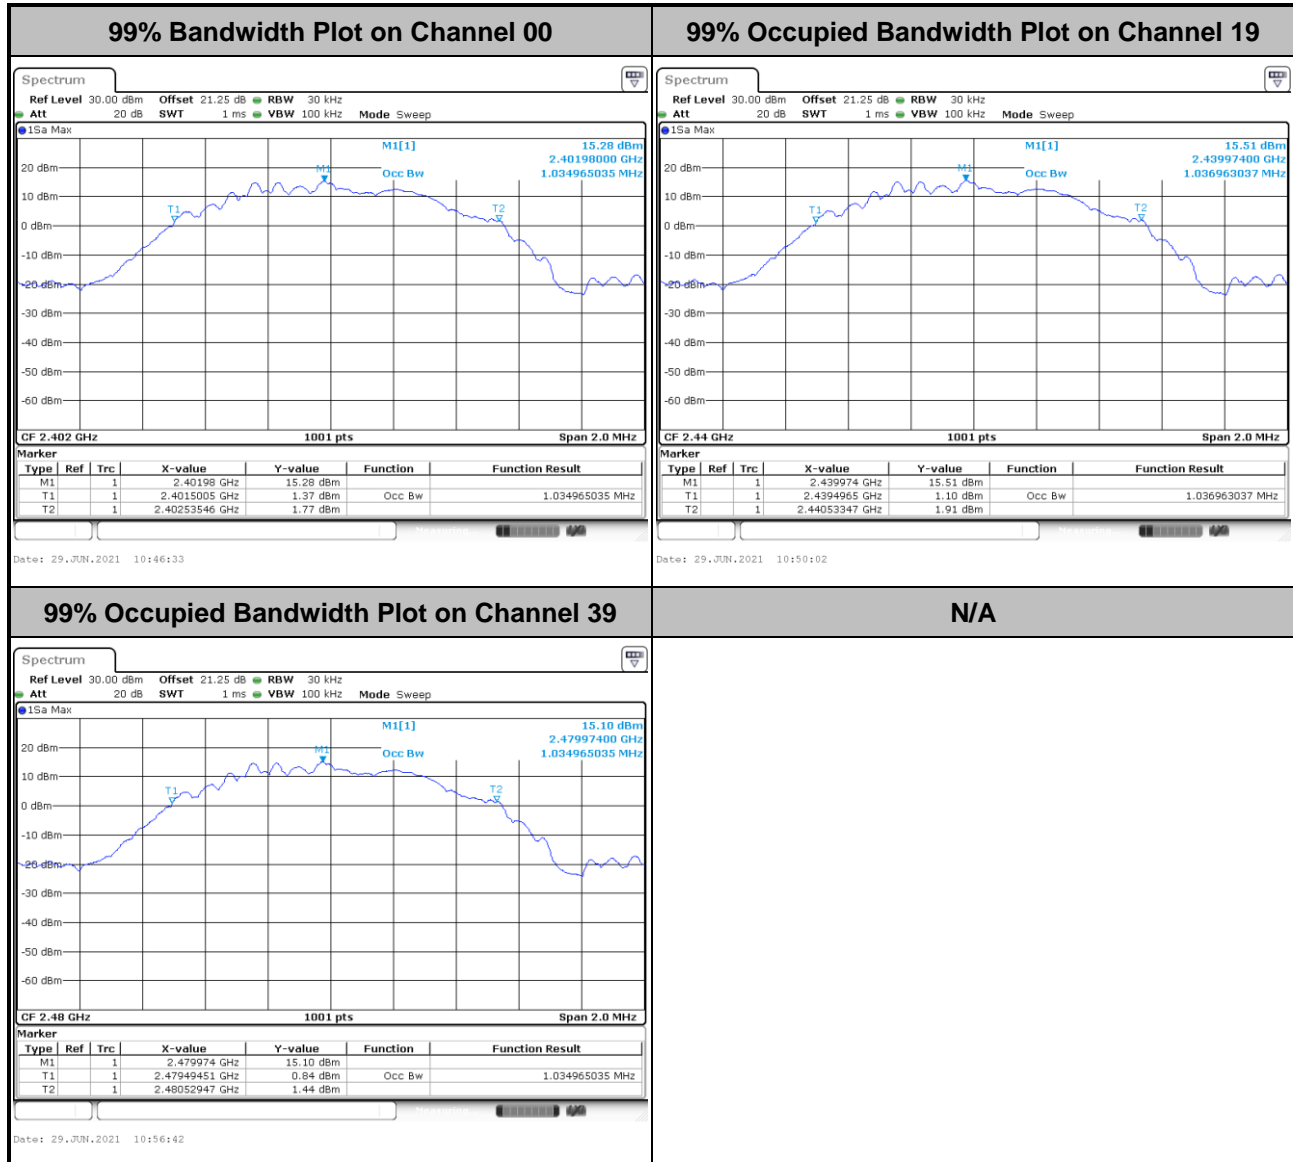 99% Bandwidth Plot on Channel 00
Spectrum
Ref Level 30.00 dBm Offset 21.25 dB RBW 30 kHz
Att 20 dB SWT 1 ms VBW 100 kHz Mode Sweep
1Sa Max
M1[1] 15.28 dBm
2.40198000 GHz
Occ Bw 1.034965035 MHz
M1
T1
T2
20 dBm
10 dBm
0 dBm
-10 dBm
-20 dBm
-30 dBm
-40 dBm
-50 dBm
-60 dBm
CF 2.402 GHz 1001 pts Span 2.0 MHz
Marker
Type Ref Trc X-value Y-value Function Function Result
M1 1 2.40198 GHz 15.28 dBm
T1 1 2.4015005 GHz 1.37 dBm Occ Bw 1.034965035 MHz
T2 1 2.40253546 GHz 1.77 dBm
Date: 29.JUN.2021 10:46:33
99% Occupied Bandwidth Plot on Channel 19
Spectrum
Ref Level 30.00 dBm Offset 21.25 dB RBW 30 kHz
Att 20 dB SWT 1 ms VBW 100 kHz Mode Sweep
1Sa Max
M1[1] 15.51 dBm
2.43997400 GHz
Occ Bw 1.036963037 MHz
M1
T1
T2
20 dBm
10 dBm
0 dBm
-10 dBm
-20 dBm
-30 dBm
-40 dBm
-50 dBm
-60 dBm
CF 2.44 GHz 1001 pts Span 2.0 MHz
Marker
Type Ref Trc X-value Y-value Function Function Result
M1 1 2.439974 GHz 15.51 dBm
T1 1 2.4394965 GHz 1.10 dBm Occ Bw 1.036963037 MHz
T2 1 2.44053347 GHz 1.91 dBm
Date: 29.JUN.2021 10:50:02
99% Occupied Bandwidth Plot on Channel 39
Spectrum
Ref Level 30.00 dBm Offset 21.25 dB RBW 30 kHz
Att 20 dB SWT 1 ms VBW 100 kHz Mode Sweep
1Sa Max
M1[1] 15.10 dBm
2.47997400 GHz
Occ Bw 1.034965035 MHz
M1
T1
T2
20 dBm
10 dBm
0 dBm
-10 dBm
-20 dBm
-30 dBm
-40 dBm
-50 dBm
-60 dBm
CF 2.48 GHz 1001 pts Span 2.0 MHz
Marker
Type Ref Trc X-value Y-value Function Function Result
M1 1 2.479974 GHz 15.10 dBm
T1 1 2.47949451 GHz 0.84 dBm Occ Bw 1.034965035 MHz
T2 1 2.48052947 GHz 1.44 dBm
Date: 29.JUN.2021 10:56:42
N/A